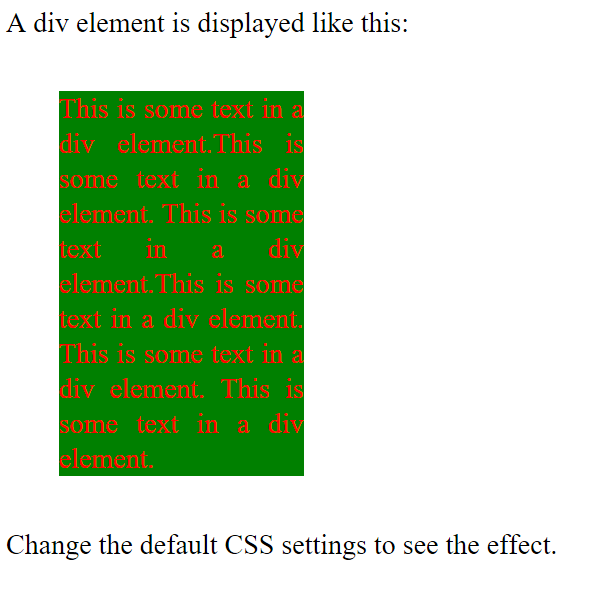 A div element is displayed like this:
This is some text in a
div element.This is
some text in a div
element. This is some
text in a div
element.This is some
text in a div element.
This is some text in a
div element. This is
some text in a div
element.
Change the default CSS settings to see the effect.